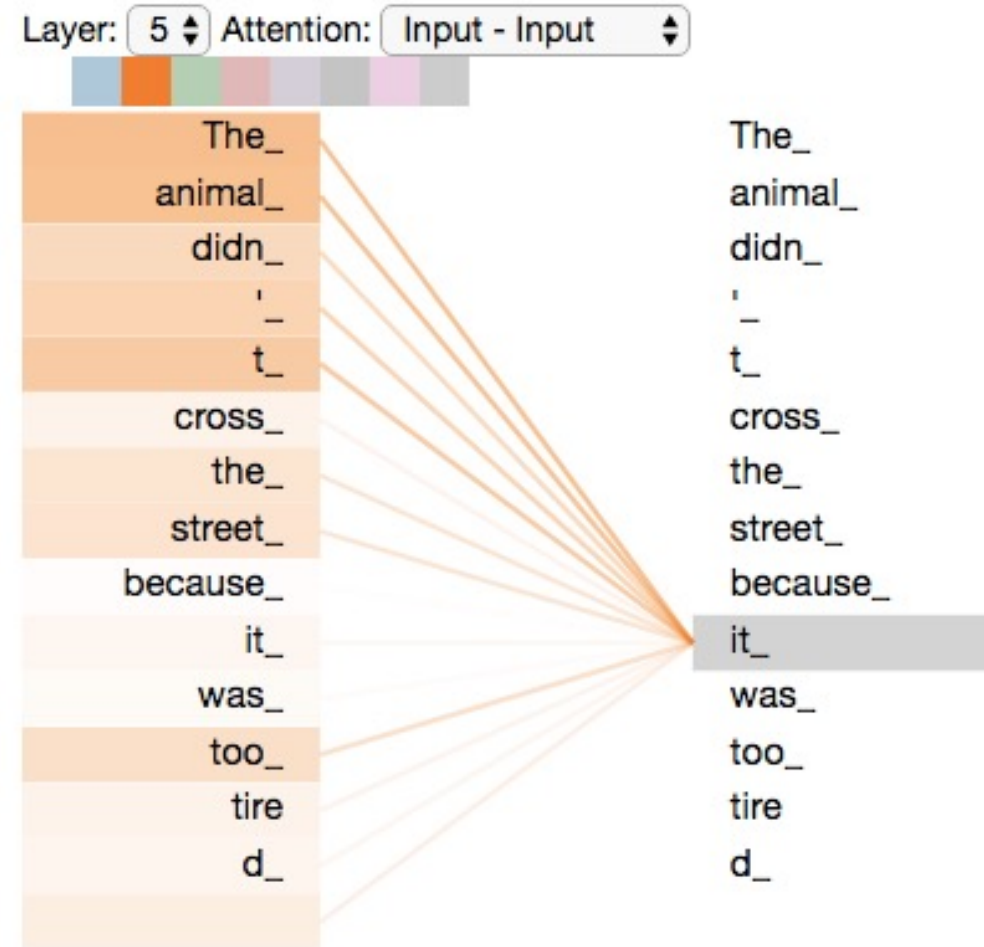 Layer: 5 Attention: Input - Input
The_ The_
animal_ animal_
didn_ didn_
'_ '_
t_ t_
cross_ cross_
the_ the_
street_ street_
because_ because_
it_ it_
was_ was_
too_ too_
tire tire
d_ d_